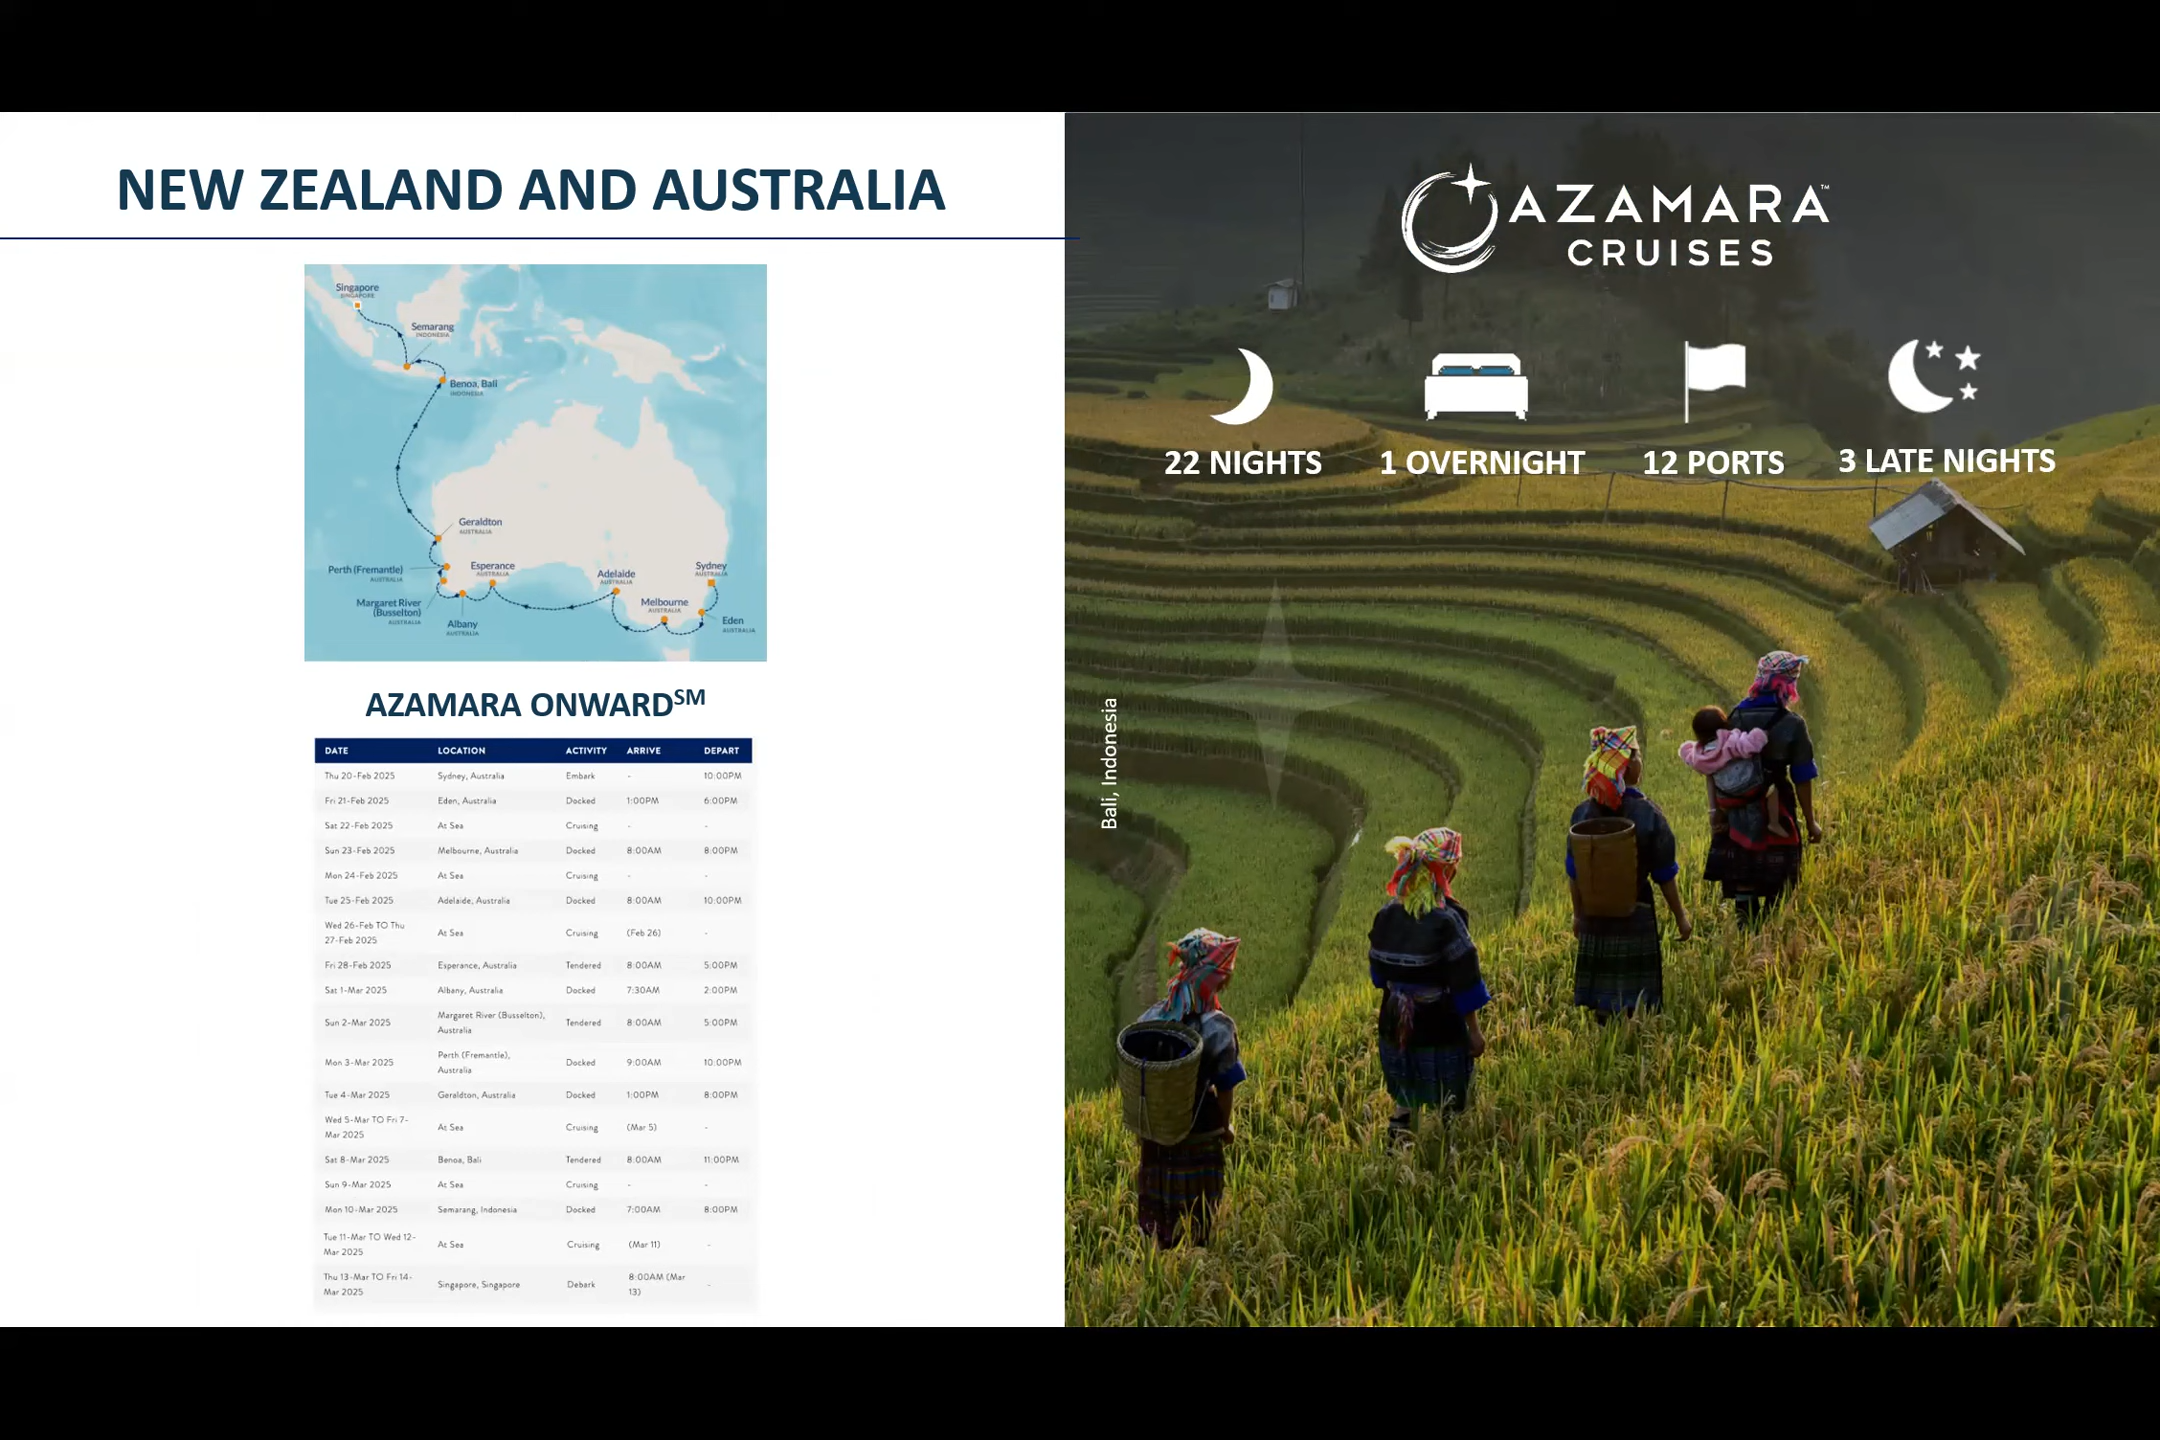 NEW ZEALAND AND AUSTRALIA
Singapore
SINGAPORE
Semarang
INDONESIA
Benoa, Bali
INDONESIA
Geraldton
AUSTRALIA
Perth (Fremantle)
AUSTRALIA
Margaret River
(Busselton)
AUSTRALIA
Albany
AUSTRALIA
Esperance
AUSTRALIA
Adelaide
AUSTRALIA
Melbourne
AUSTRALIA
Sydney
AUSTRALIA
Eden
AUSTRALIA
AZAMARA ONWARD℠
DATE LOCATION ACTIVITY ARRIVE DEPART
Thu 20-Feb 2025 Sydney, Australia Embark - 10:00PM
Fri 21-Feb 2025 Eden, Australia Docked 1:00PM 6:00PM
Sat 22-Feb 2025 At Sea Cruising - -
Sun 23-Feb 2025 Melbourne, Australia Docked 8:00AM 8:00PM
Mon 24-Feb 2025 At Sea Cruising - -
Tue 25-Feb 2025 Adelaide, Australia Docked 8:00AM 10:00PM
Wed 26-Feb TO Thu
27-Feb 2025 At Sea Cruising (Feb 26) -
Fri 28-Feb 2025 Esperance, Australia Tendered 8:00AM 5:00PM
Sat 1-Mar 2025 Albany, Australia Docked 7:30AM 2:00PM
Sun 2-Mar 2025 Margaret River (Busselton),
Australia Tendered 8:00AM 5:00PM
Mon 3-Mar 2025 Perth (Fremantle),
Australia Docked 9:00AM 10:00PM
Tue 4-Mar 2025 Geraldton, Australia Docked 1:00PM 8:00PM
Wed 5-Mar TO Fri 7-
Mar 2025 At Sea Cruising (Mar 5) -
Sat 8-Mar 2025 Benoa, Bali Tendered 8:00AM 11:00PM
Sun 9-Mar 2025 At Sea Cruising - -
Mon 10-Mar 2025 Semarang, Indonesia Docked 7:00AM 8:00PM
Tue 11-Mar TO Wed 12-
Mar 2025 At Sea Cruising (Mar 11) -
Thu 13-Mar TO Fri 14-
Mar 2025 Singapore, Singapore Debark 8:00AM (Mar
13) -
AZAMARA™
CRUISES
22 NIGHTS
1 OVERNIGHT
12 PORTS
3 LATE NIGHTS
Bali, Indonesia